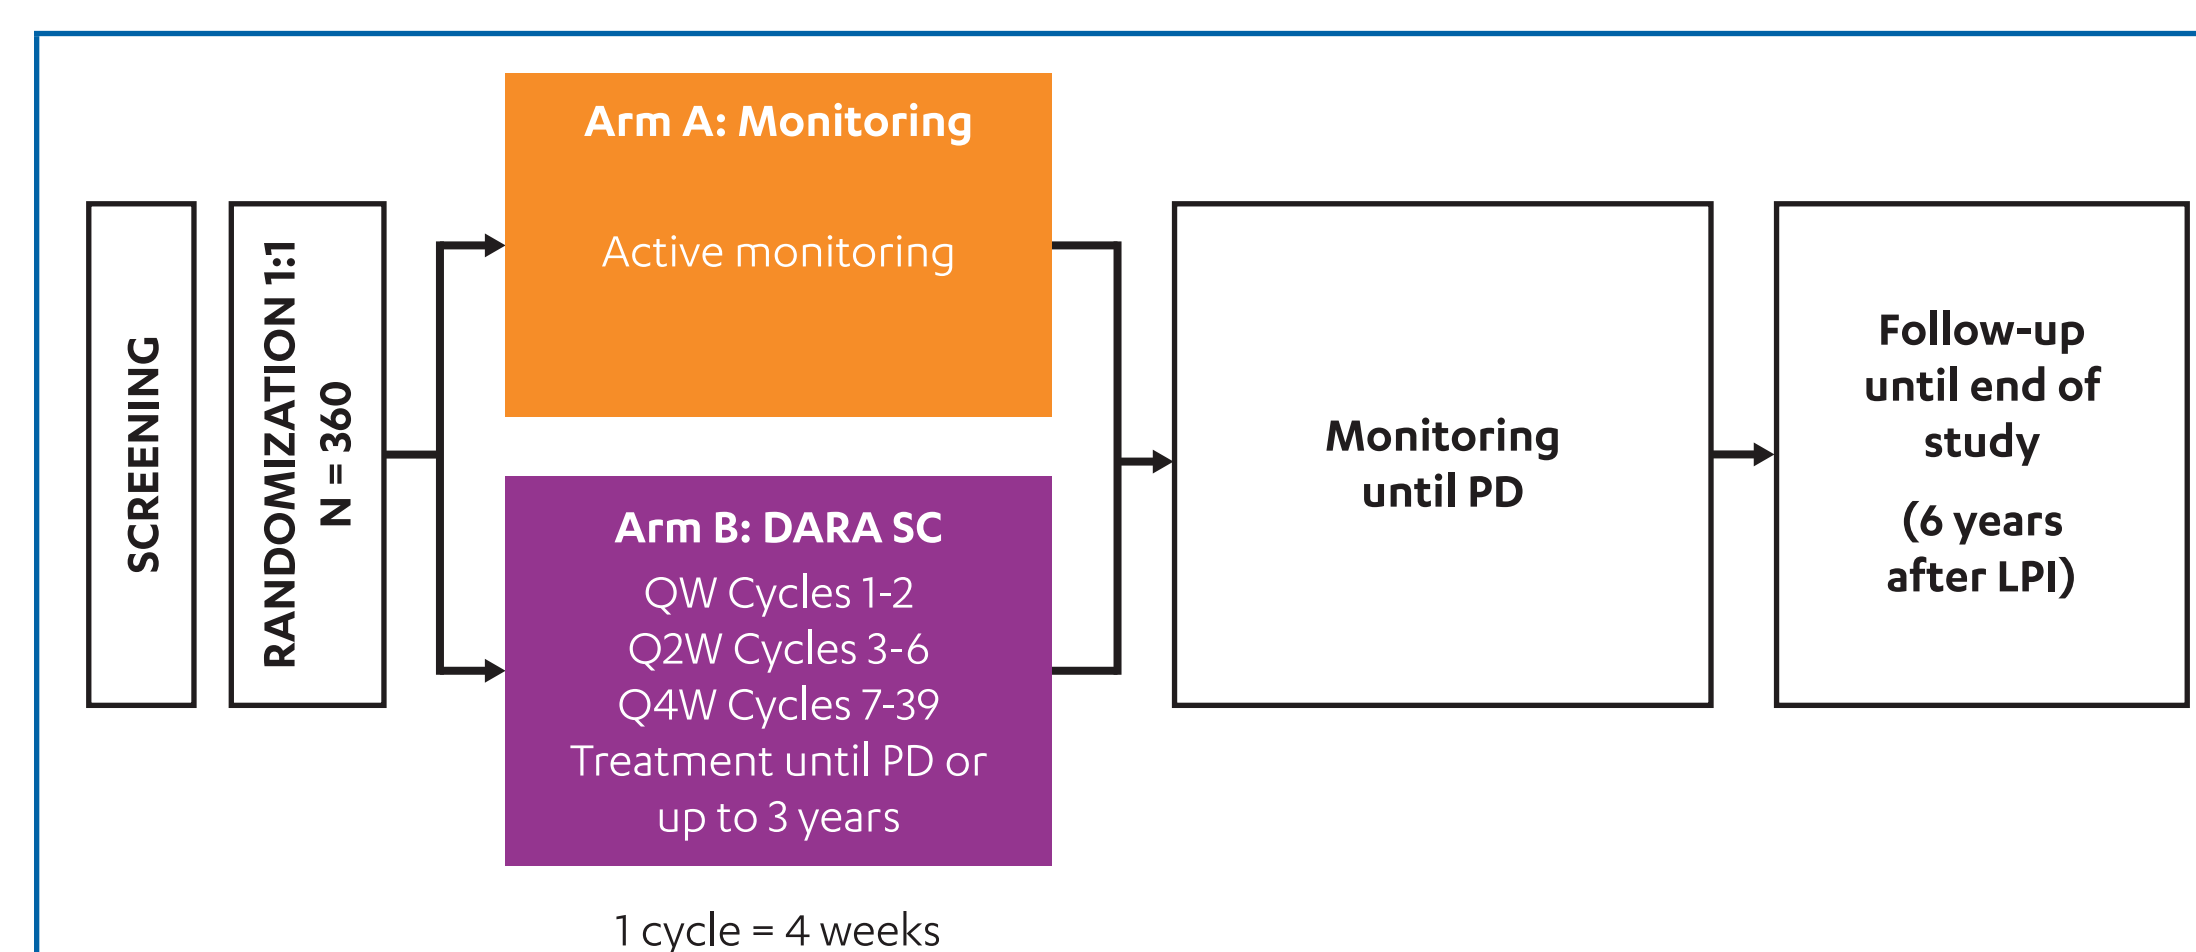 SCREENING
RANDOMIZATION 1:1
N = 360
Arm A: Monitoring
Active monitoring
Arm B: DARA SC
QW Cycles 1-2
Q2W Cycles 3-6
Q4W Cycles 7-39
Treatment until PD or
up to 3 years
1 cycle = 4 weeks
Monitoring
until PD
Follow-up
until end of
study
(6 years
after LPI)